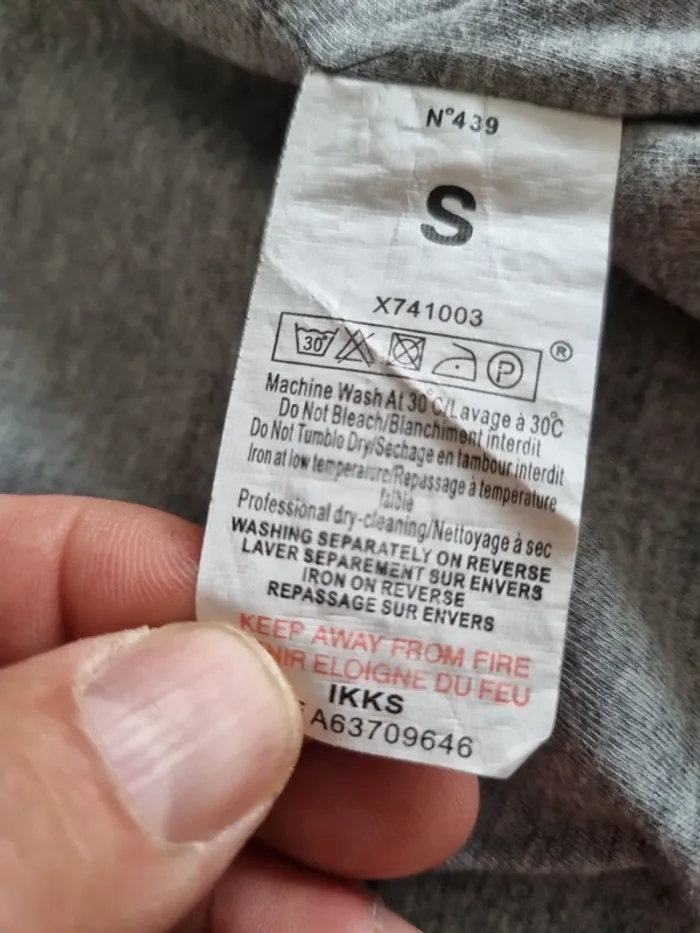 N°439
S
X741003
30°
P
®
Machine Wash At 30°C/Lavage à 30°C
Do Not Bleach/Blanchiment interdit
Do Not Tumble Dry/Sechage en tambour interdit
Iron at low temperature/Repassage à température
faible
Professional dry-cleaning/Nettoyage à sec
WASHING SEPARATELY ON REVERSE
LAVER SEPAREMENT SUR ENVERS
IRON ON REVERSE
REPASSAGE SUR ENVERS
KEEP AWAY FROM FIRE
ELOIGNE DU FEU
IKKS
A63709646